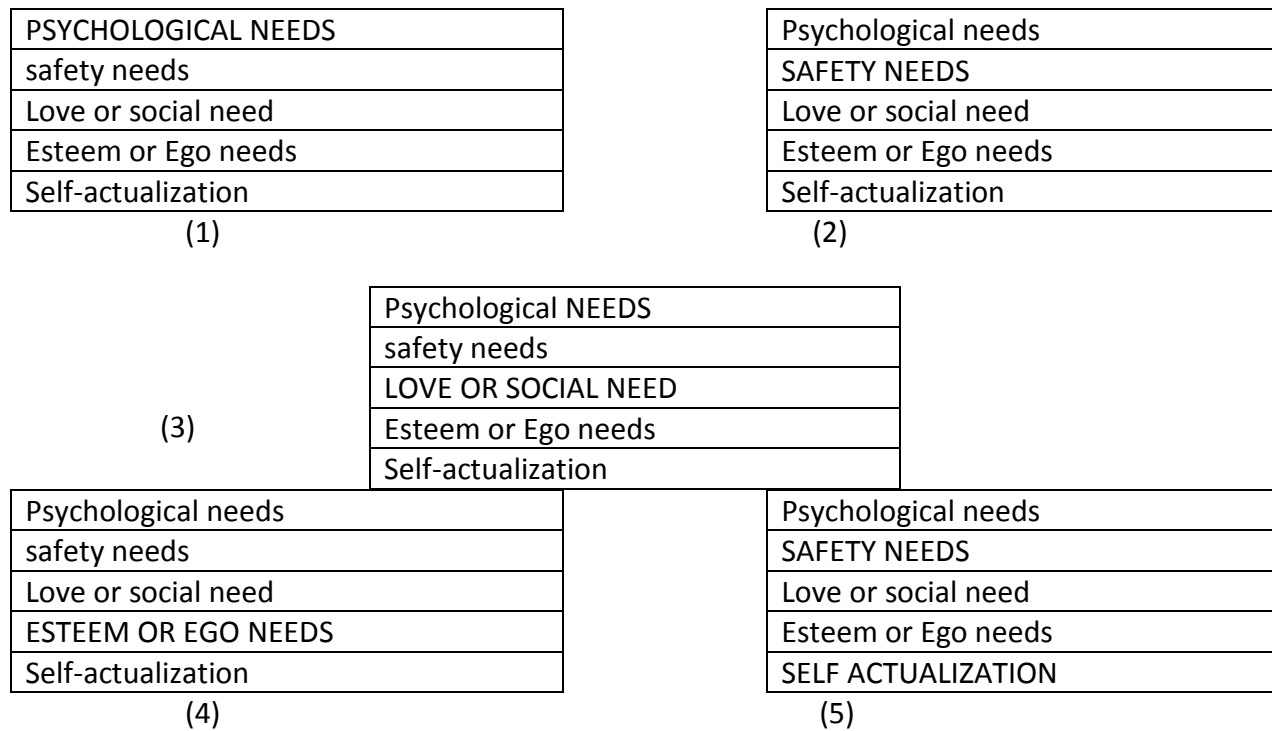 PSYCHOLOGICAL NEEDS
safety needs
Love or social need
Esteem or Ego needs
Self-actualization
(1)
Psychological needs
SAFETY NEEDS
Love or social need
Esteem or Ego needs
Self-actualization
(2)
(3)
Psychological NEEDS
safety needs
LOVE OR SOCIAL NEED
Esteem or Ego needs
Self-actualization
Psychological needs
safety needs
Love or social need
ESTEEM OR EGO NEEDS
Self-actualization
(4)
Psychological needs
SAFETY NEEDS
Love or social need
Esteem or Ego needs
SELF ACTUALIZATION
(5)